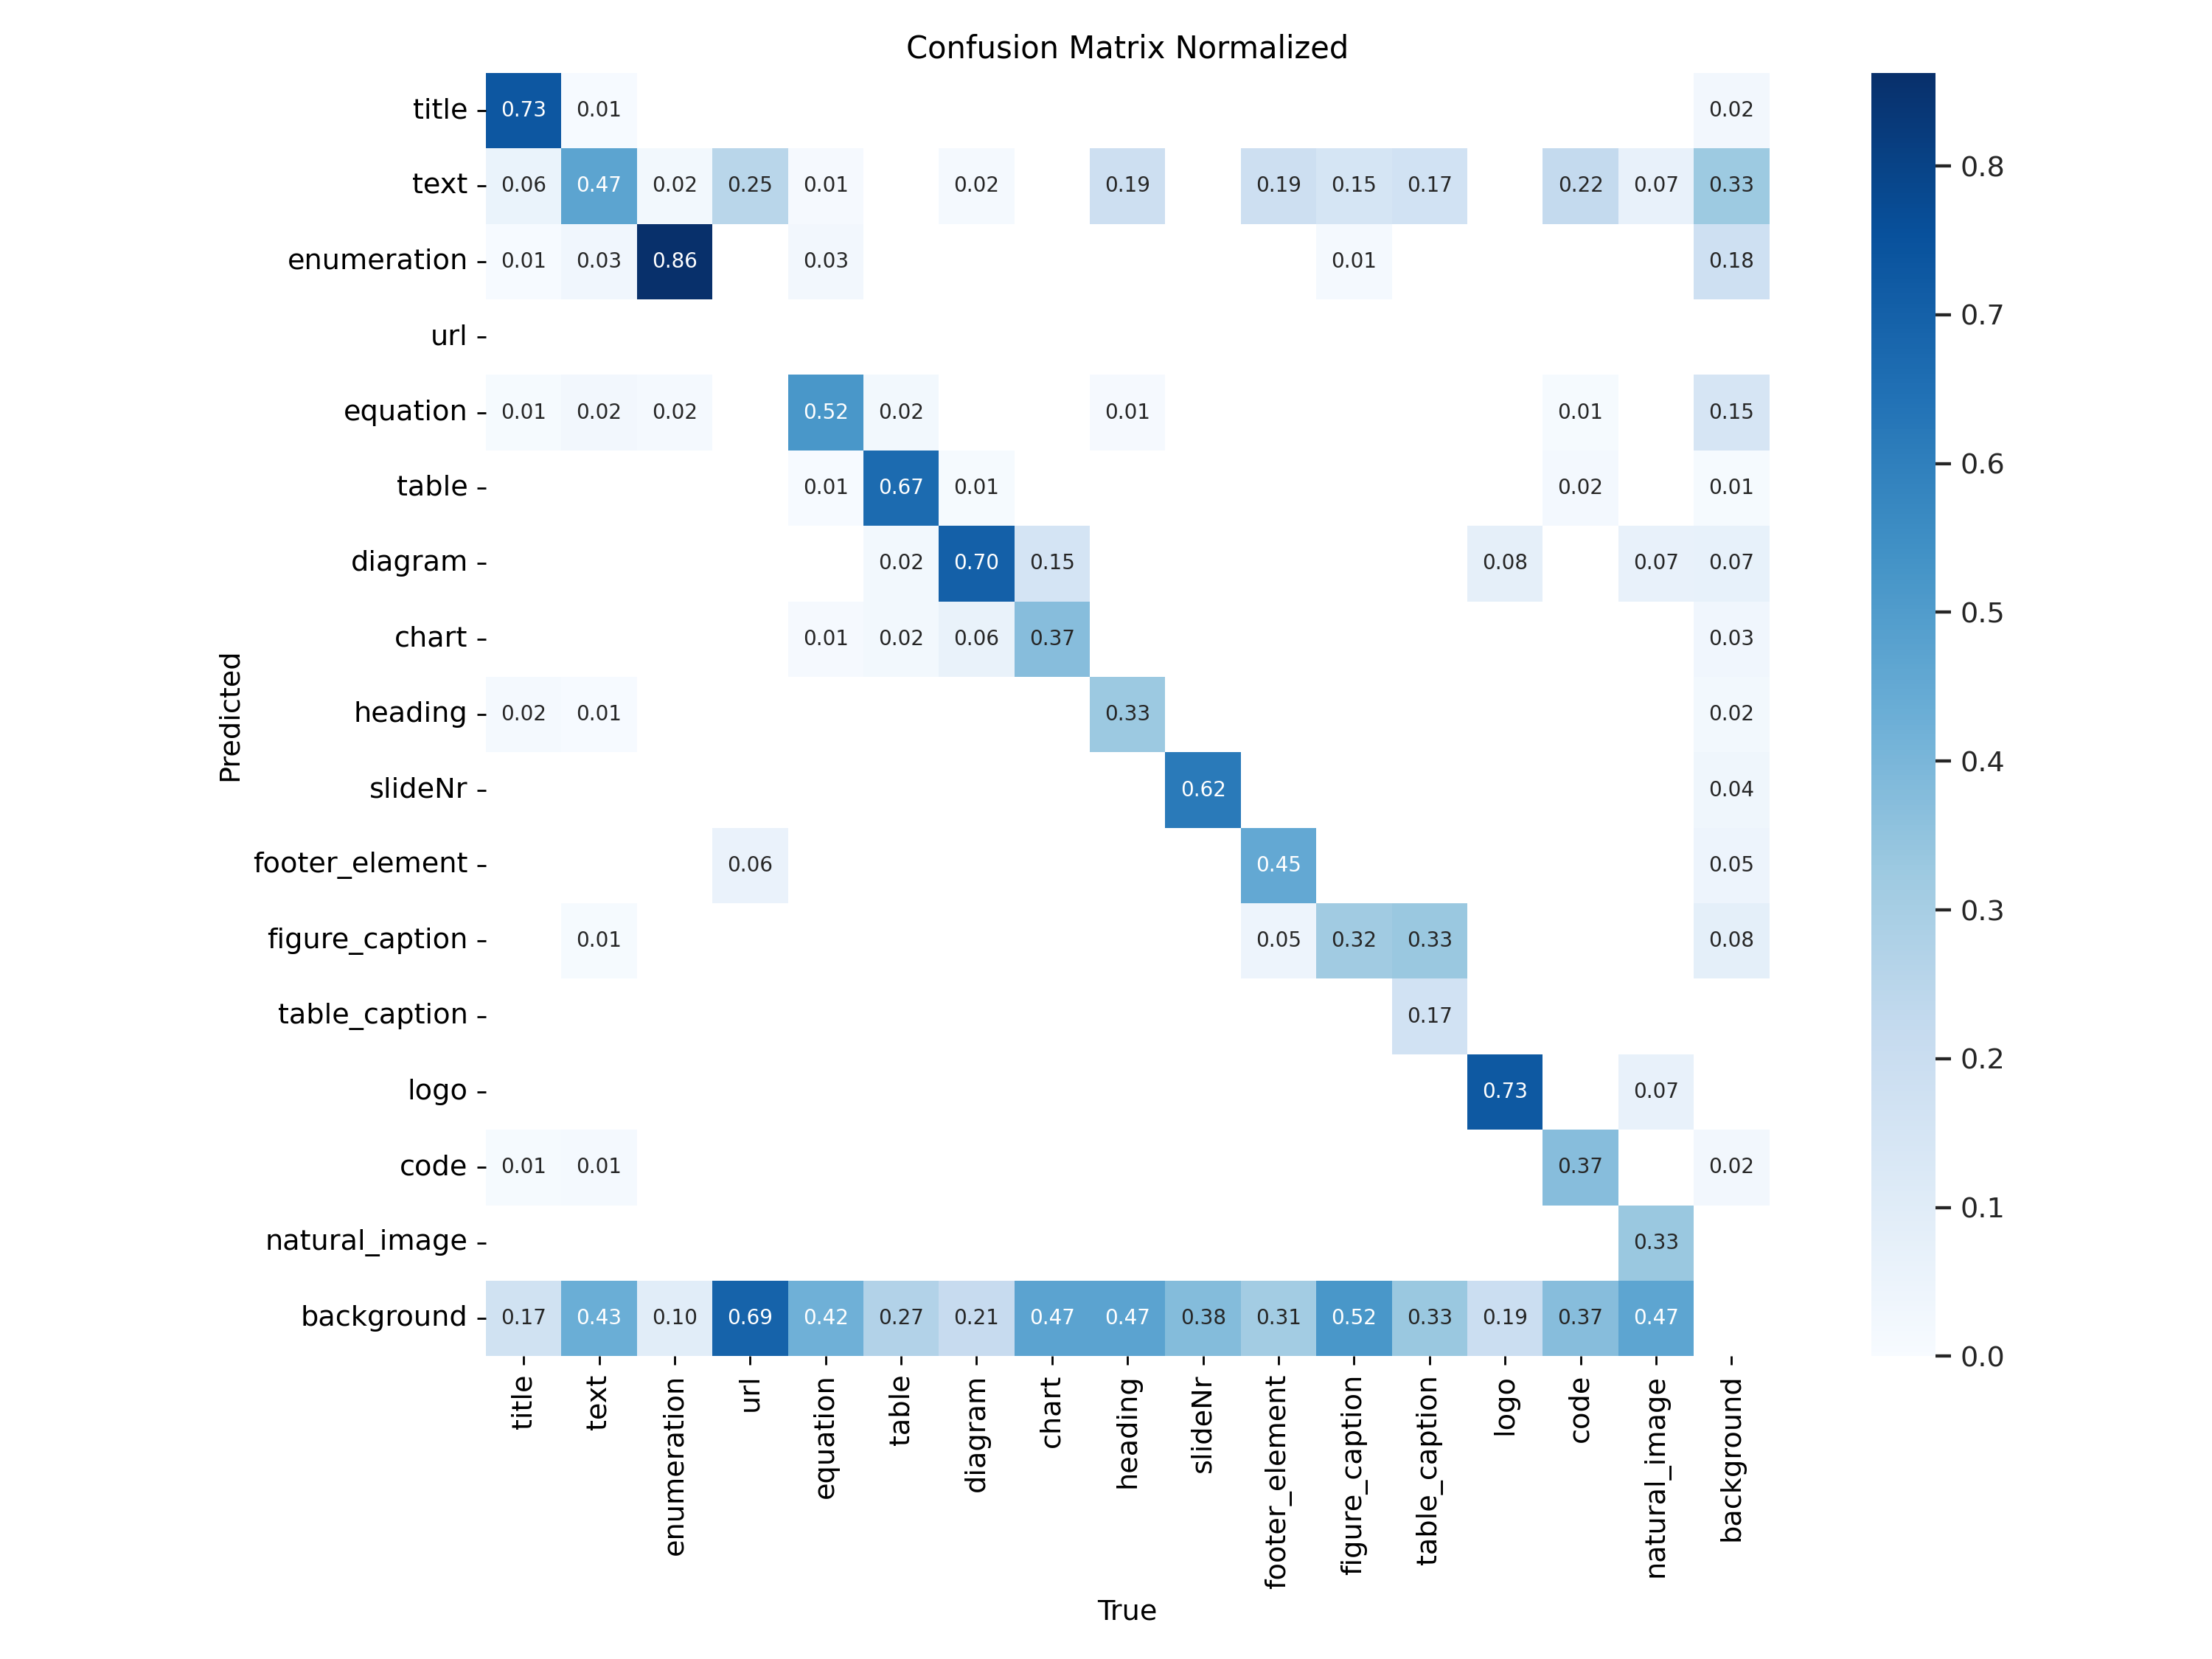 Confusion Matrix Normalized
title 0.73 0.01 0.02
text 0.06 0.47 0.02 0.25 0.01 0.02 0.19 0.19 0.15 0.17 0.22 0.07 0.33
enumeration 0.01 0.03 0.86 0.03 0.01 0.18
url
equation 0.01 0.02 0.02 0.52 0.02 0.01 0.01 0.15
table 0.01 0.67 0.01 0.02 0.01
diagram 0.02 0.70 0.15 0.08 0.07 0.07
chart 0.01 0.02 0.06 0.37 0.03
heading 0.02 0.01 0.33 0.02
slideNr 0.62 0.04
footer_element 0.06 0.45 0.05
figure_caption 0.01 0.05 0.32 0.33 0.08
table_caption 0.17
logo 0.73 0.07
code 0.01 0.01 0.37 0.02
natural_image 0.33
background 0.17 0.43 0.10 0.69 0.42 0.27 0.21 0.47 0.47 0.38 0.31 0.52 0.33 0.19 0.37 0.47
Predicted
title
text
enumeration
url
equation
table
diagram
chart
heading
slideNr
footer_element
figure_caption
table_caption
logo
code
natural_image
background
True
0.8
0.7
0.6
0.5
0.4
0.3
0.2
0.1
0.0